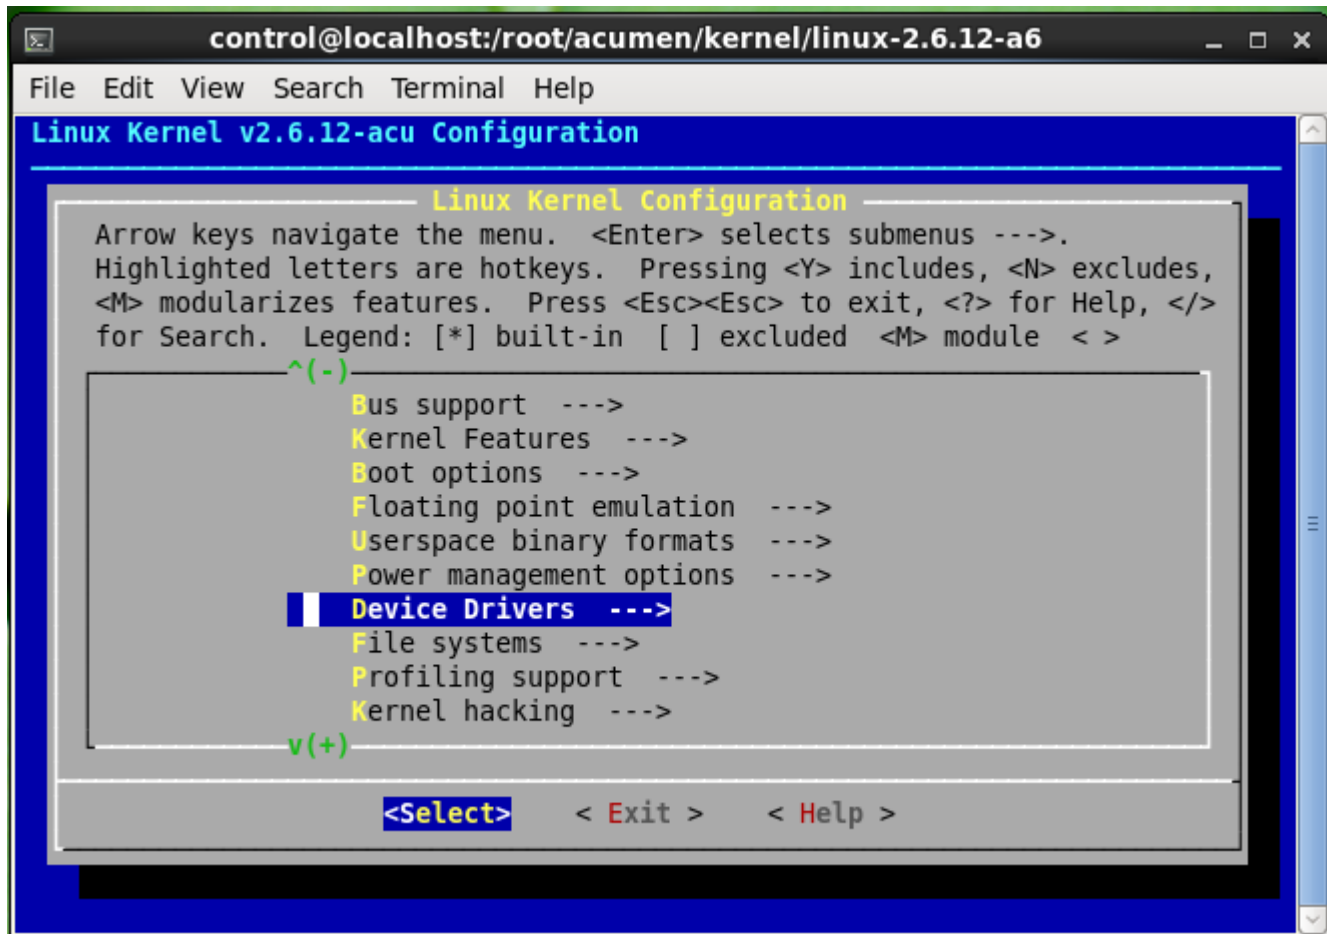 control@localhost:/root/acumen/kernel/linux-2.6.12-a6
File Edit View Search Terminal Help
Linux Kernel v2.6.12-acu Configuration
Linux Kernel Configuration
Arrow keys navigate the menu.  <Enter> selects submenus --->.
Highlighted letters are hotkeys.  Pressing <Y> includes, <N> excludes,
<M> modularizes features.  Press <Esc><Esc> to exit, <?> for Help, </>
for Search.  Legend: [*] built-in  [ ] excluded  <M> module  < >
^(-)
Bus support  --->
Kernel Features  --->
Boot options  --->
Floating point emulation  --->
Userspace binary formats  --->
Power management options  --->
Device Drivers  --->
File systems  --->
Profiling support  --->
Kernel hacking  --->
v(+)
<Select>    < Exit >    < Help >